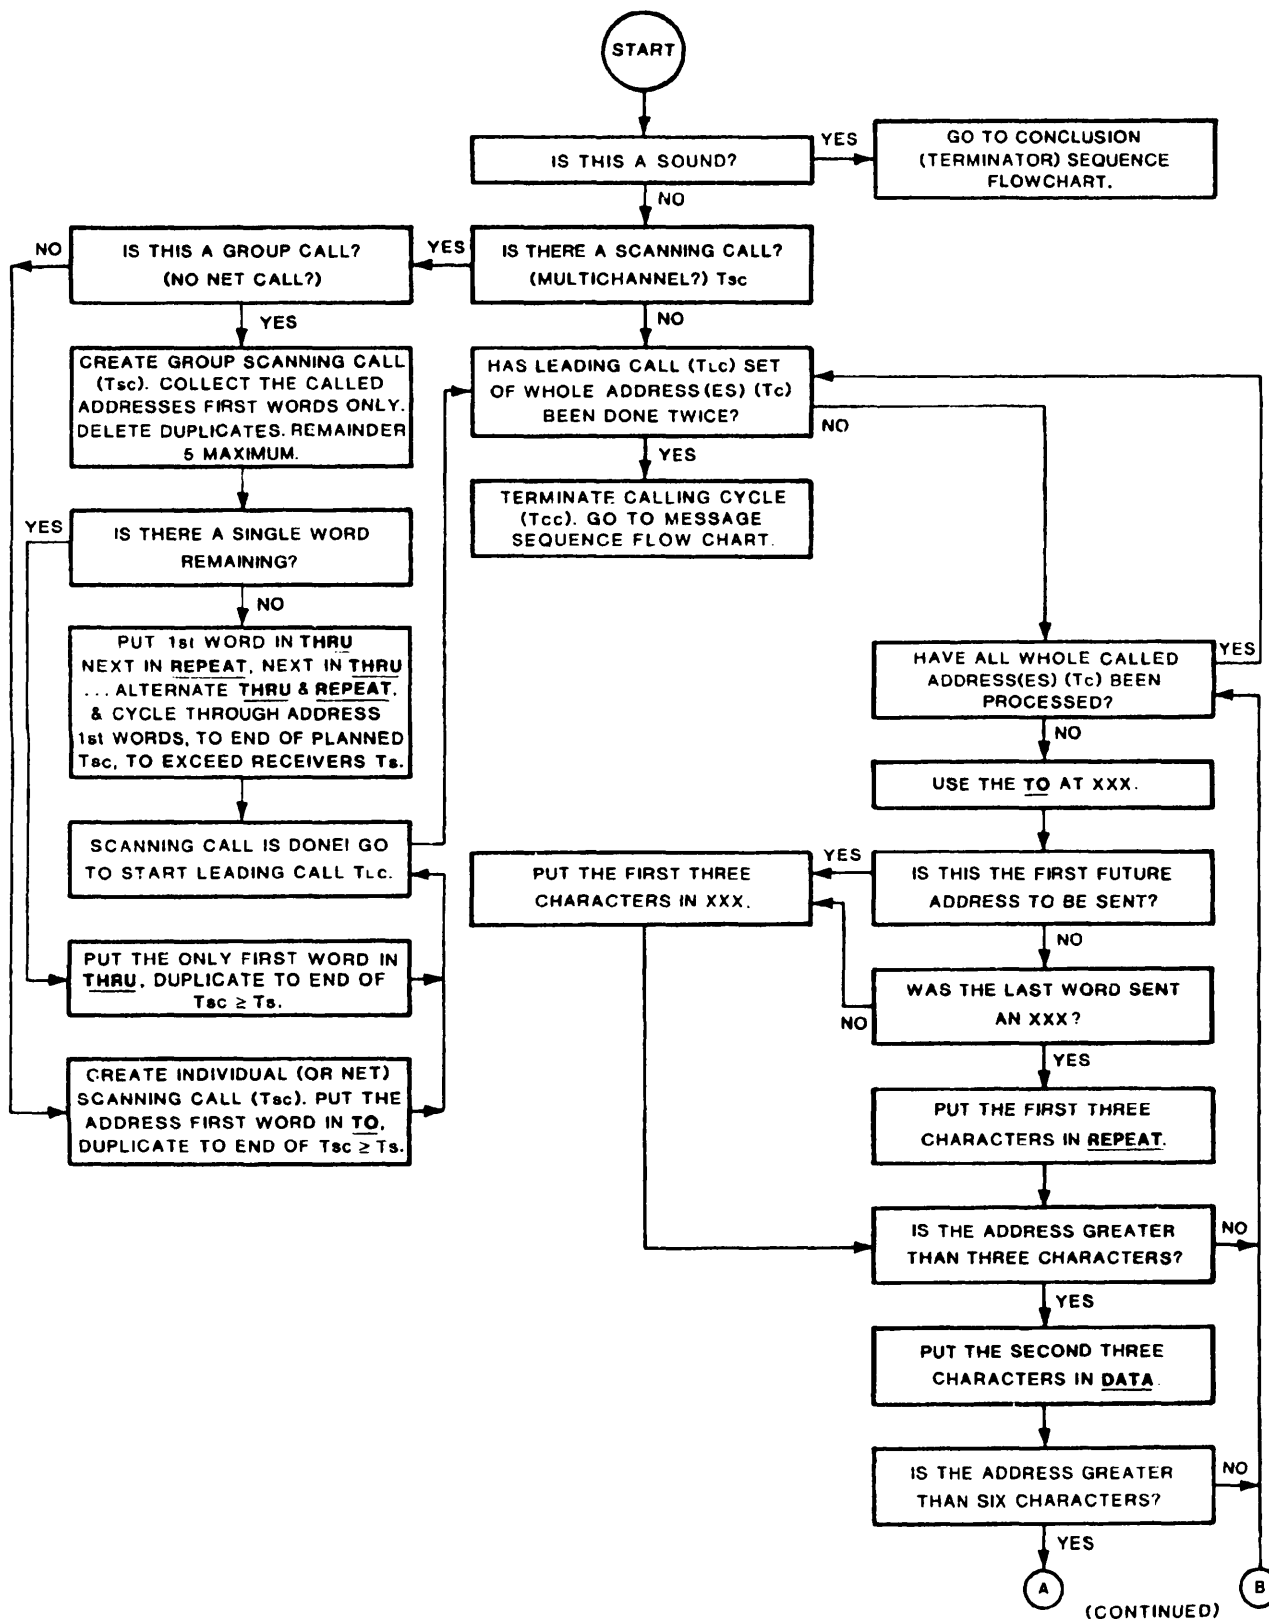 START
IS THIS A SOUND?
YES
GO TO CONCLUSION
(TERMINATOR) SEQUENCE
FLOWCHART.
NO
NO
IS THIS A GROUP CALL?
(NO NET CALL?)
YES
IS THERE A SCANNING CALL?
(MULTICHANNEL?) Tsc
YES
NO
CREATE GROUP SCANNING CALL
(Tsc). COLLECT THE CALLED
ADDRESSES FIRST WORDS ONLY.
DELETE DUPLICATES. REMAINDER
5 MAXIMUM.
HAS LEADING CALL (TLC) SET
OF WHOLE ADDRESS(ES) (Tc)
BEEN DONE TWICE?
NO
YES
TERMINATE CALLING CYCLE
(Tcc). GO TO MESSAGE
SEQUENCE FLOW CHART.
YES
IS THERE A SINGLE WORD
REMAINING?
NO
PUT 1st WORD IN THRU
NEXT IN REPEAT, NEXT IN THRU
... ALTERNATE THRU & REPEAT,
& CYCLE THROUGH ADDRESS
1st WORDS, TO END OF PLANNED
Tsc, TO EXCEED RECEIVERS Ts.
HAVE ALL WHOLE CALLED
ADDRESS(ES) (Tc) BEEN
PROCESSED?
YES
NO
USE THE TO AT XXX.
SCANNING CALL IS DONE! GO
TO START LEADING CALL TLC.
PUT THE FIRST THREE
CHARACTERS IN XXX.
YES
IS THIS THE FIRST FUTURE
ADDRESS TO BE SENT?
NO
PUT THE ONLY FIRST WORD IN
THRU, DUPLICATE TO END OF
Tsc ≥ Ts.
NO
WAS THE LAST WORD SENT
AN XXX?
YES
CREATE INDIVIDUAL (OR NET)
SCANNING CALL (Tsc). PUT THE
ADDRESS FIRST WORD IN TO,
DUPLICATE TO END OF Tsc ≥ Ts.
PUT THE FIRST THREE
CHARACTERS IN REPEAT.
IS THE ADDRESS GREATER
THAN THREE CHARACTERS?
NO
YES
PUT THE SECOND THREE
CHARACTERS IN DATA.
IS THE ADDRESS GREATER
THAN SIX CHARACTERS?
NO
YES
A
B
(CONTINUED)